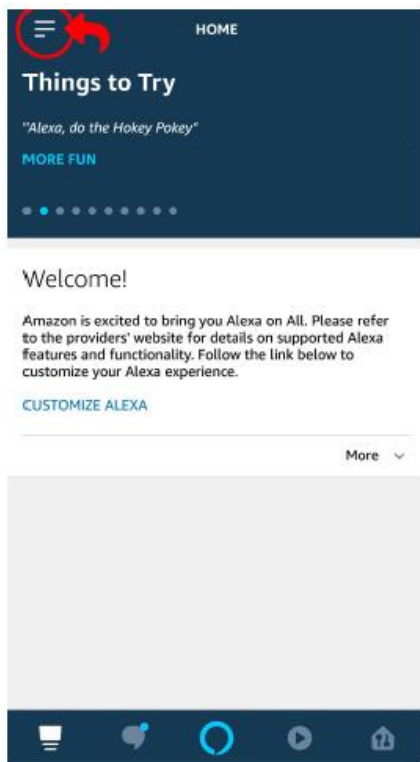 HOME
Things to Try
"Alexa, do the Hokey Pokey"
MORE FUN
Welcome!
Amazon is excited to bring you Alexa on All. Please refer
to the providers' website for details on supported Alexa
features and functionality. Follow the link below to
customize your Alexa experience.
CUSTOMIZE ALEXA
More